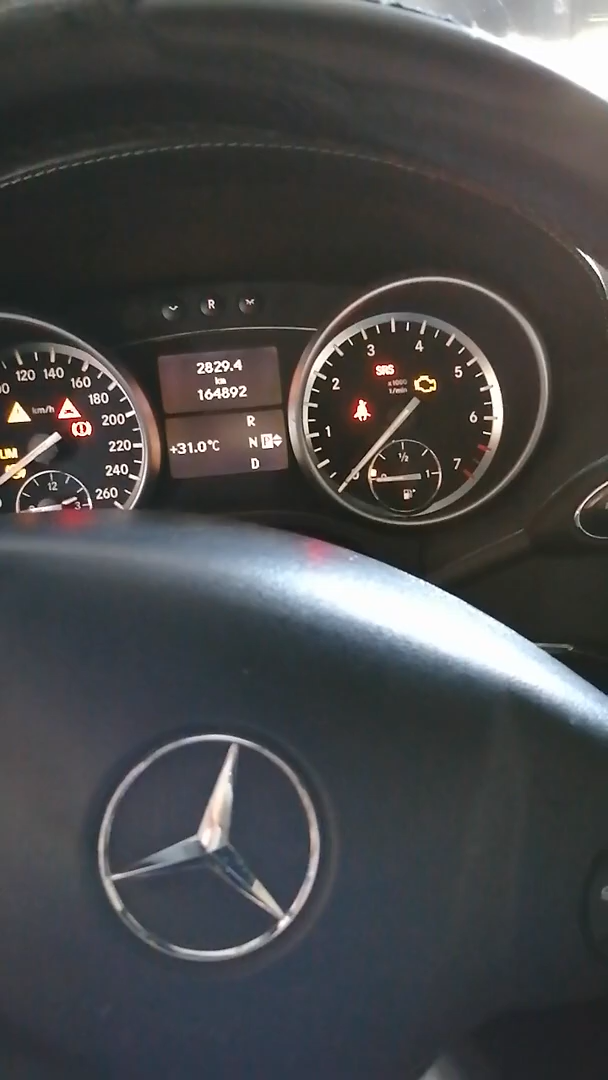 R
2829.4
km
164892
+31.0°C
R
N P
D
120 140 160 180 200 220 240 260
km/h
12
3
1 2 3 4 5 6 7
SRS
x1000
1/min
½
1